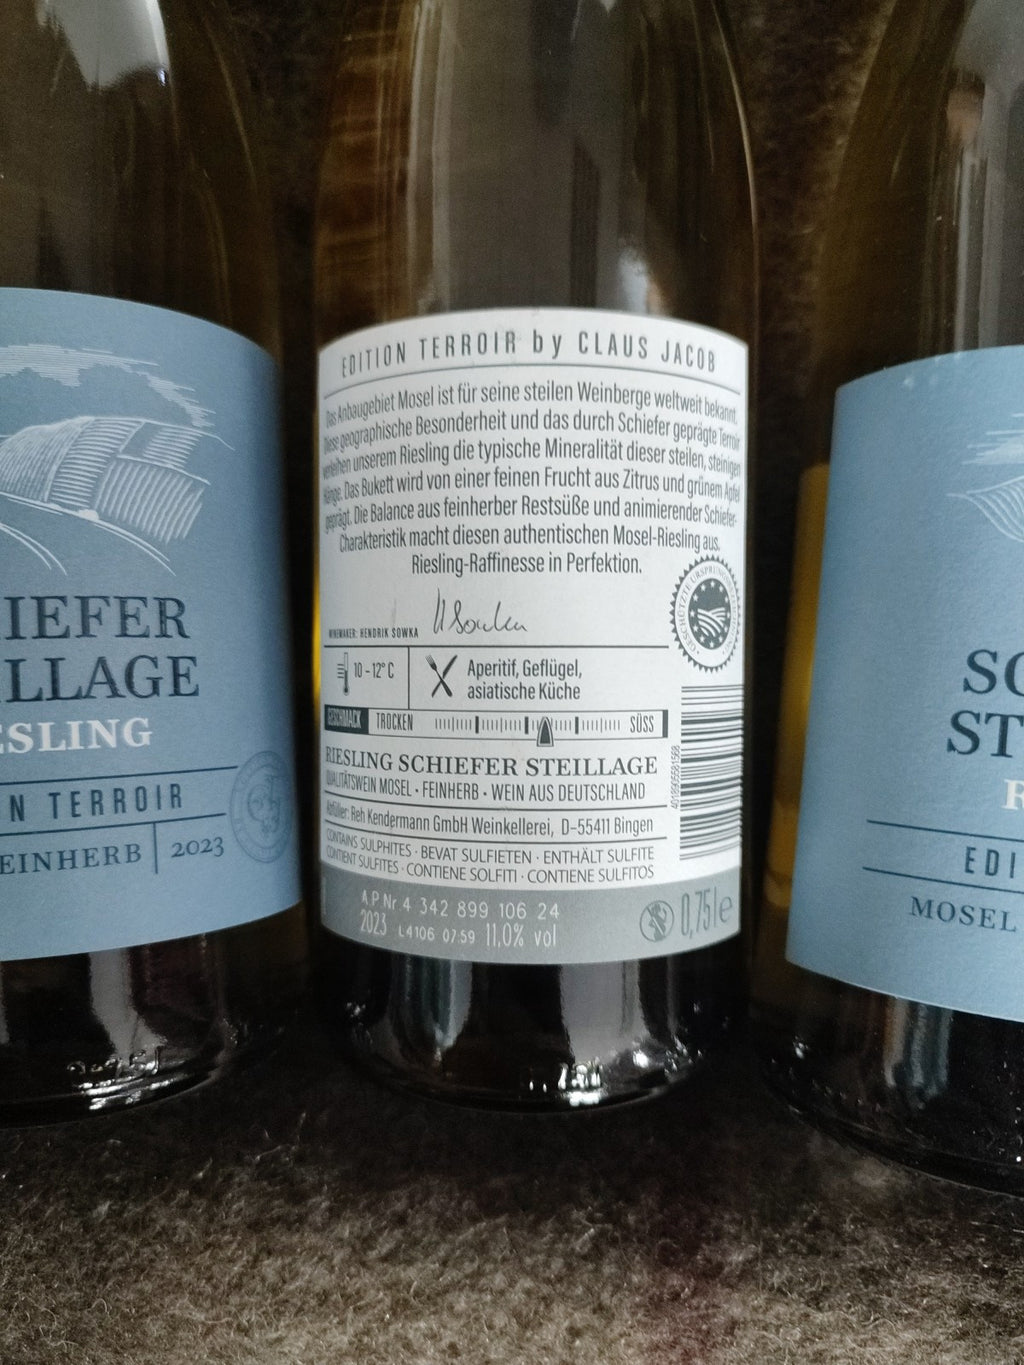 IEFER
ILLAGE
ESLING
N TERROIR
EINHERB 2023
EDITION TERROIR by CLAUS JACOB
Das Anbaugebiet Mosel ist für seine steilen Weinberge weltweit bekannt.
Diese geographische Besonderheit und das durch Schiefer geprägte Terroir
verleihen unserem Riesling die typische Mineralität dieser steilen, steinigen
Hänge. Das Bukett wird von einer feinen Frucht aus Zitrus und grünem Apfel
geprägt. Die Balance aus feinherber Restsüße und animierender Schiefer-
Charakteristik macht diesen authentischen Mosel-Riesling aus.
Riesling-Raffinesse in Perfektion.
WINEMAKER: HENDRIK SOWKA H Sowka
GESCHÜTZTE URSPRUNGS
10 - 12° C
Aperitif, Geflügel,
asiatische Küche
GESCHMACK TROCKEN SÜSS
RIESLING SCHIEFER STEILLAGE
QUALITÄTSWEIN MOSEL · FEINHERB · WEIN AUS DEUTSCHLAND
Abfüller: Reh Kendermann GmbH Weinkellerei, D-55411 Bingen
CONTAINS SULPHITES · BEVAT SULFIETEN · ENTHÄLT SULFITE
CONTIENT SULFITES · CONTIENE SOLFITI · CONTIENE SULFITOS
A.P.Nr 4 342 899 106 24
2023 L4106 07:59 11,0% vol
0,75l e
SC
ST
R
EDI
MOSEL